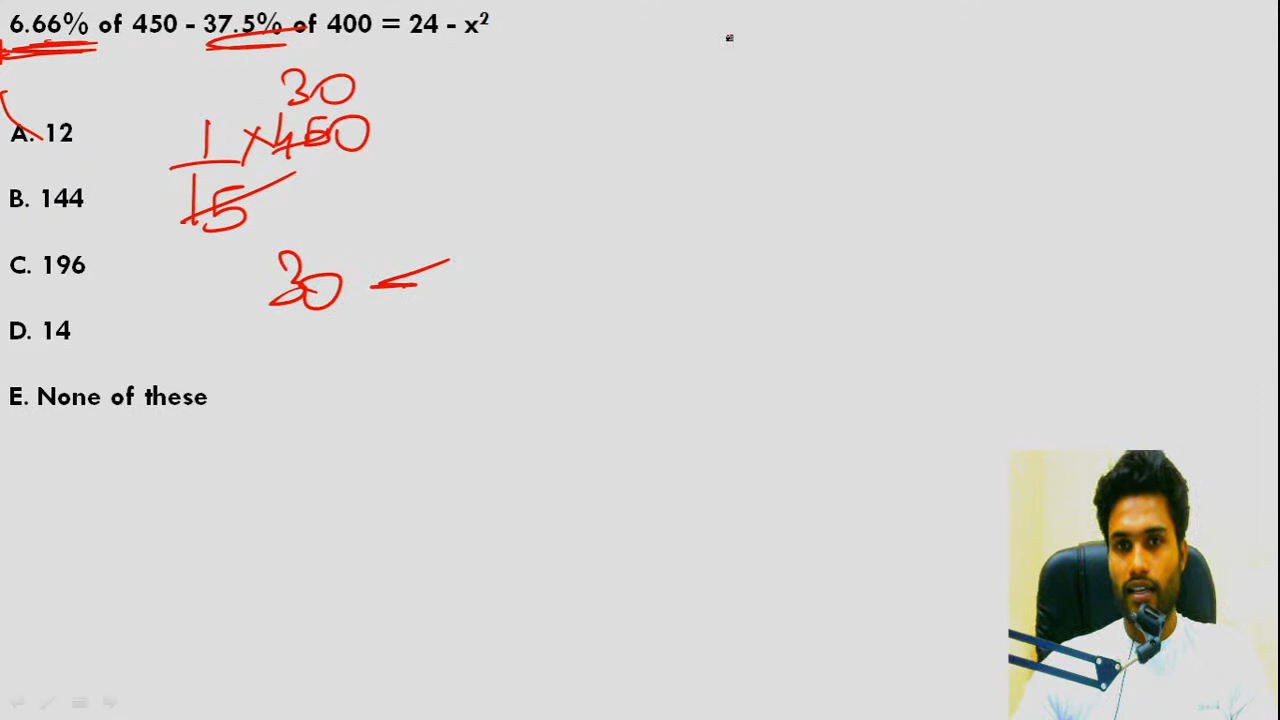 6.66% of 450 - 37.5% of 400 = 24 - x²
A. 12
B. 144
C. 196
D. 14
E. None of these
30
1 × 450
15
30 -